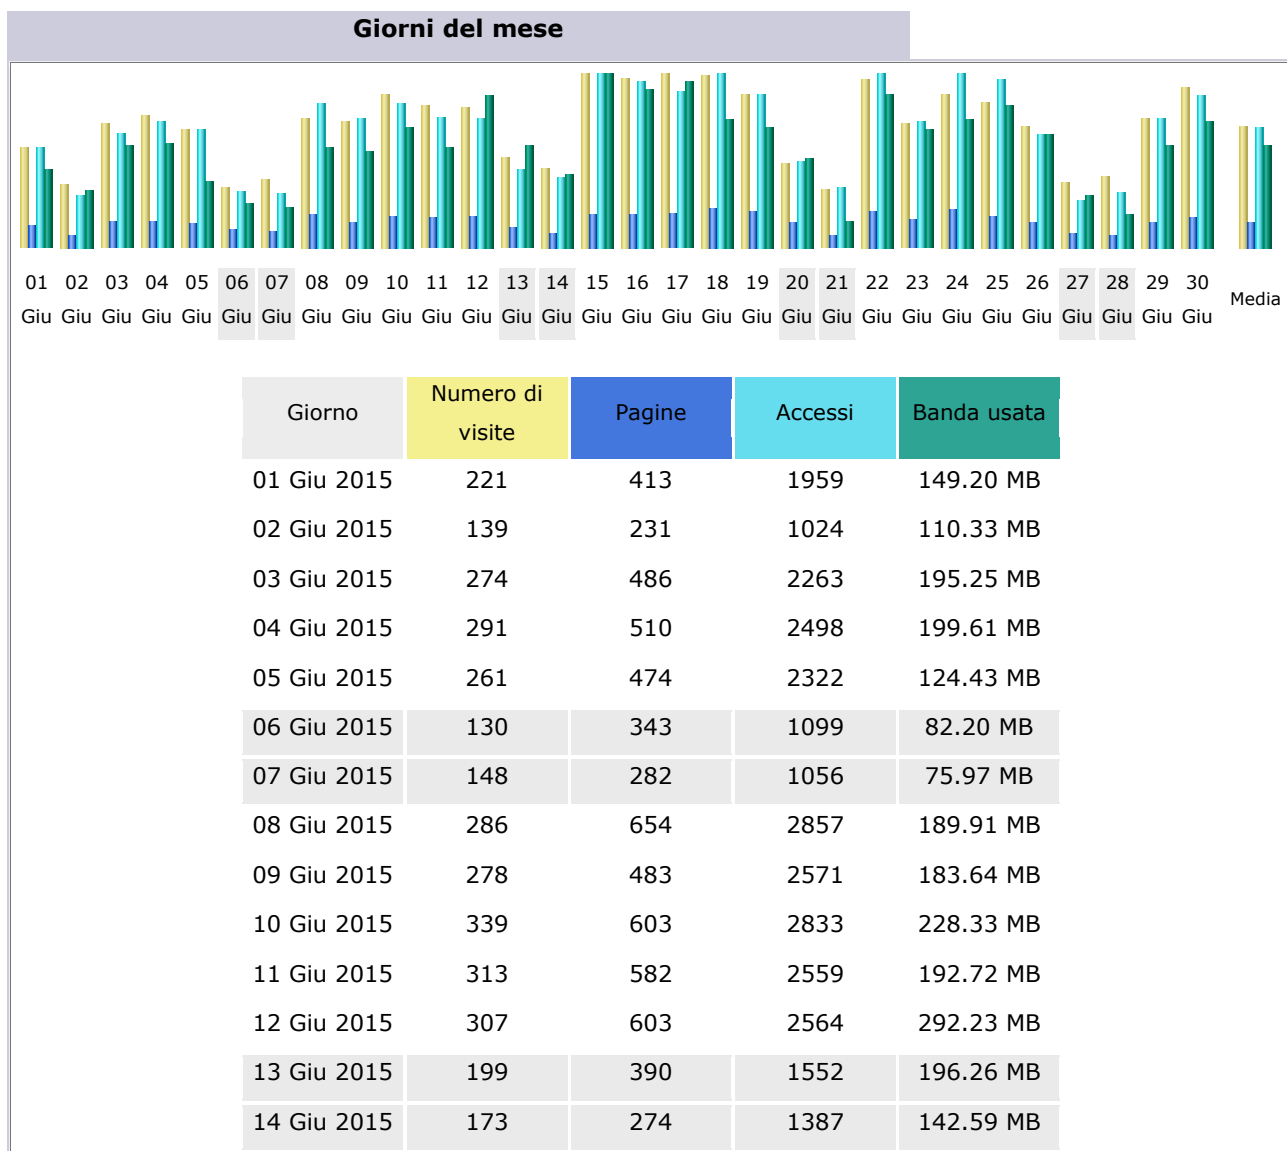 Giorni del mese
01 02 03 04 05 06 07 08 09 10 11 12 13 14 15 16 17 18 19 20 21 22 23 24 25 26 27 28 29 30
Giu Giu Giu Giu Giu Giu Giu Giu Giu Giu Giu Giu Giu Giu Giu Giu Giu Giu Giu Giu Giu Giu Giu Giu Giu Giu Giu Giu Giu Giu
Media
Giorno Numero di visite Pagine Accessi Banda usata
01 Giu 2015 221 413 1959 149.20 MB
02 Giu 2015 139 231 1024 110.33 MB
03 Giu 2015 274 486 2263 195.25 MB
04 Giu 2015 291 510 2498 199.61 MB
05 Giu 2015 261 474 2322 124.43 MB
06 Giu 2015 130 343 1099 82.20 MB
07 Giu 2015 148 282 1056 75.97 MB
08 Giu 2015 286 654 2857 189.91 MB
09 Giu 2015 278 483 2571 183.64 MB
10 Giu 2015 339 603 2833 228.33 MB
11 Giu 2015 313 582 2559 192.72 MB
12 Giu 2015 307 603 2564 292.23 MB
13 Giu 2015 199 390 1552 196.26 MB
14 Giu 2015 173 274 1387 142.59 MB